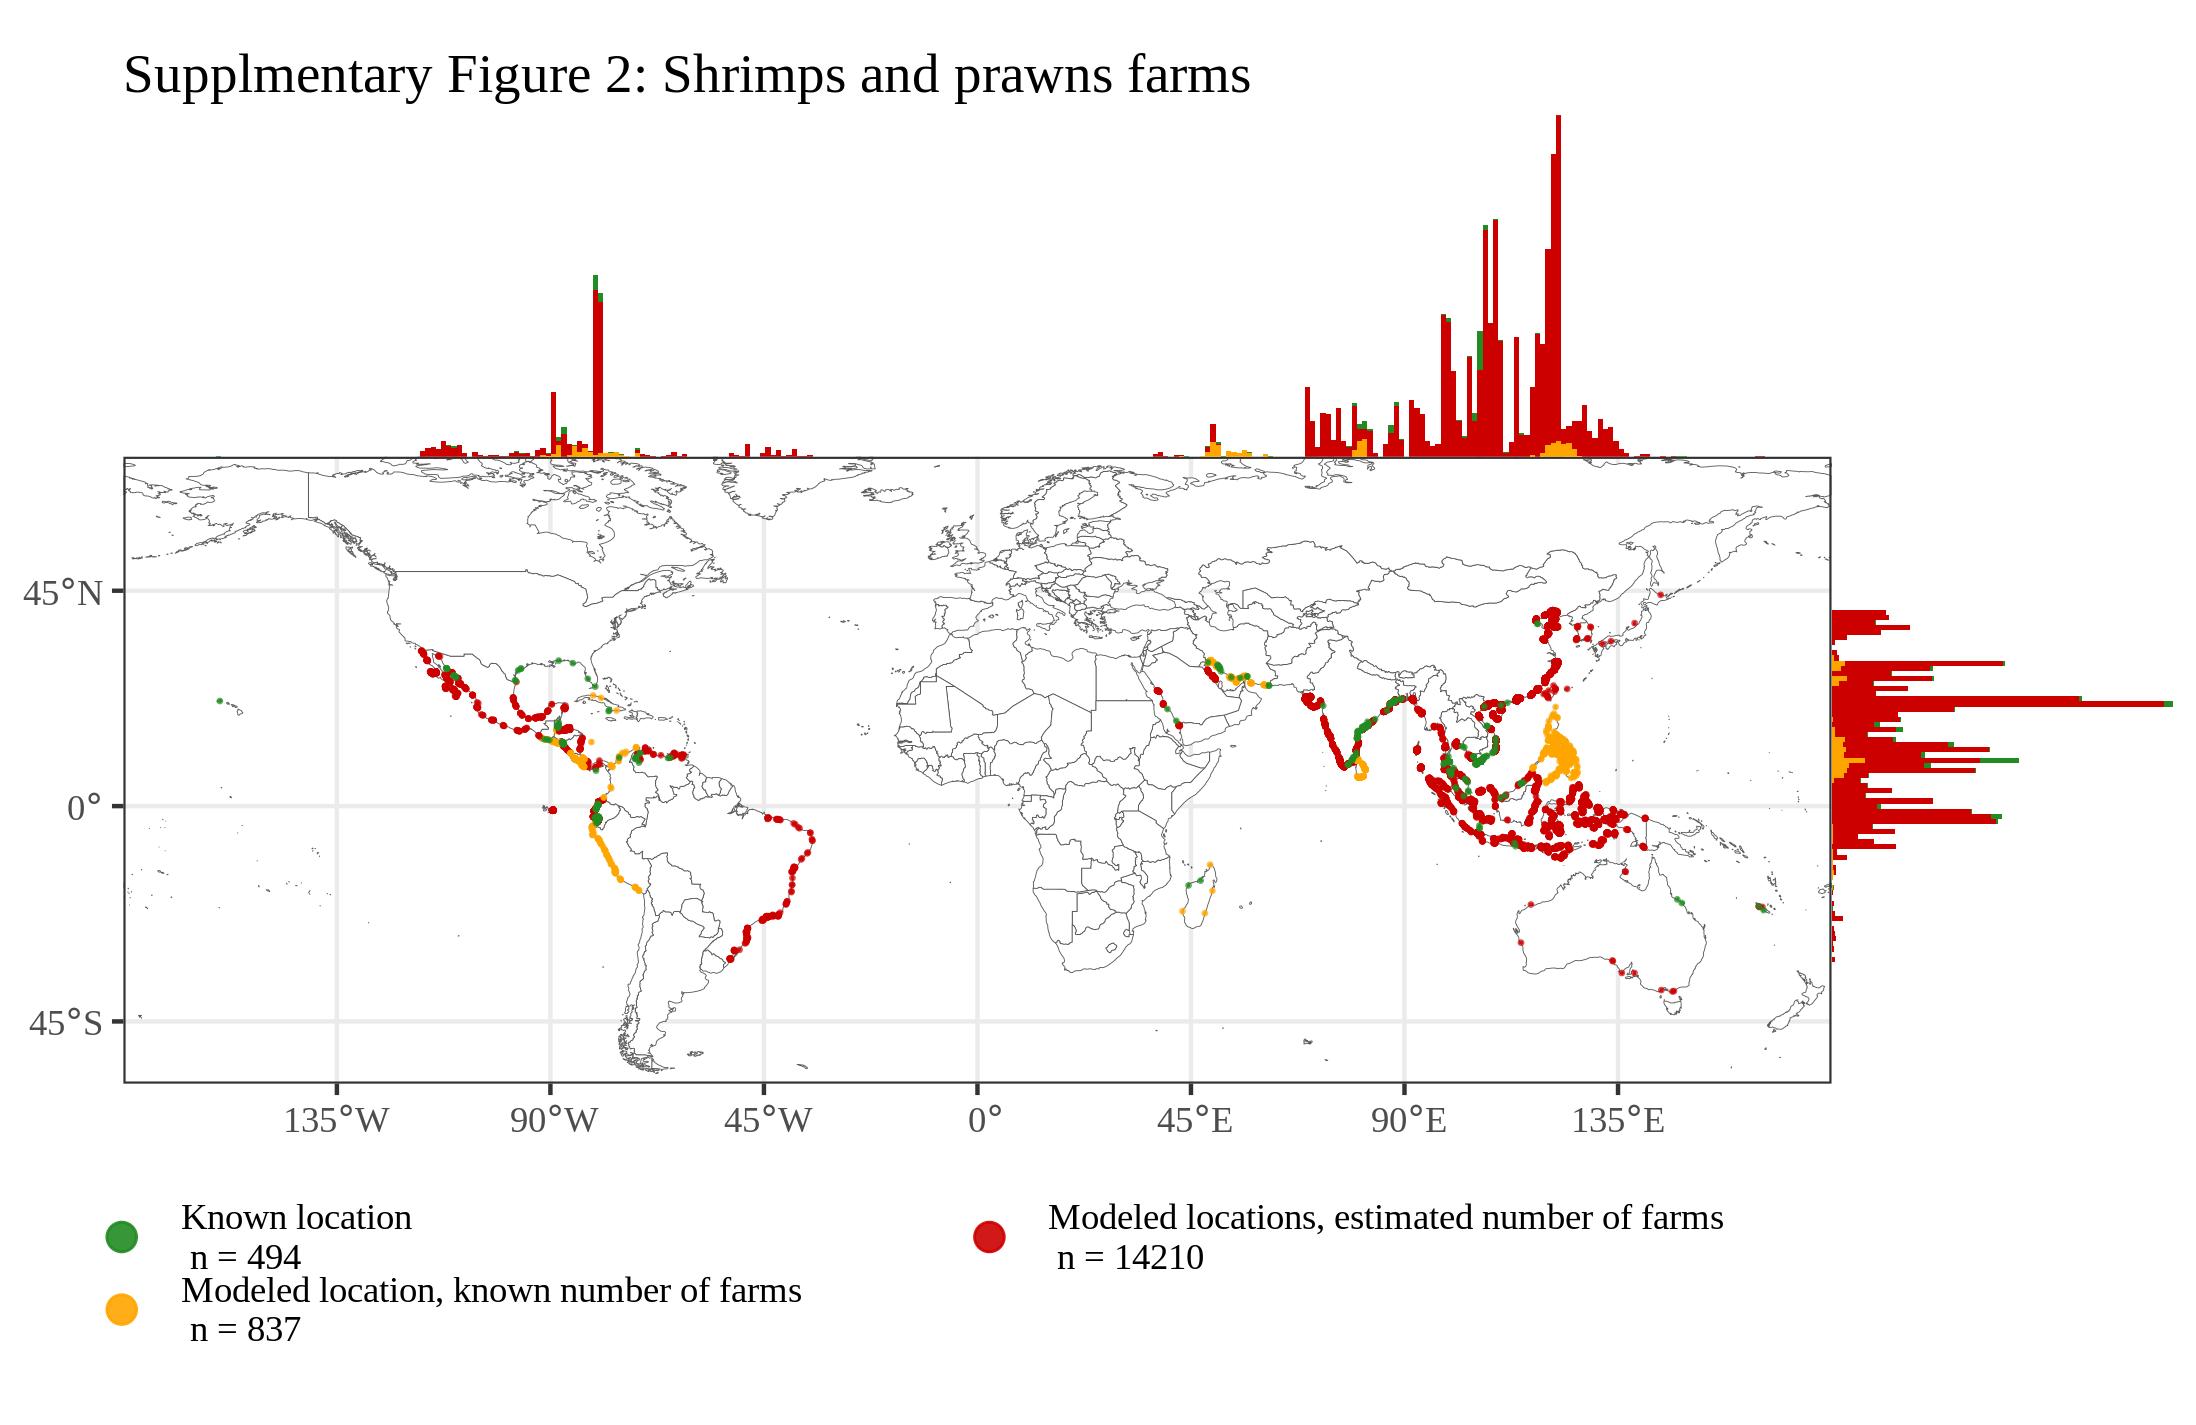 Supplmentary Figure 2: Shrimps and prawns farms
45°N
0°
45°S
135°W
90°W
45°W
0°
45°E
90°E
135°E
Known location
n = 494
Modeled location, known number of farms
n = 837
Modeled locations, estimated number of farms
n = 14210